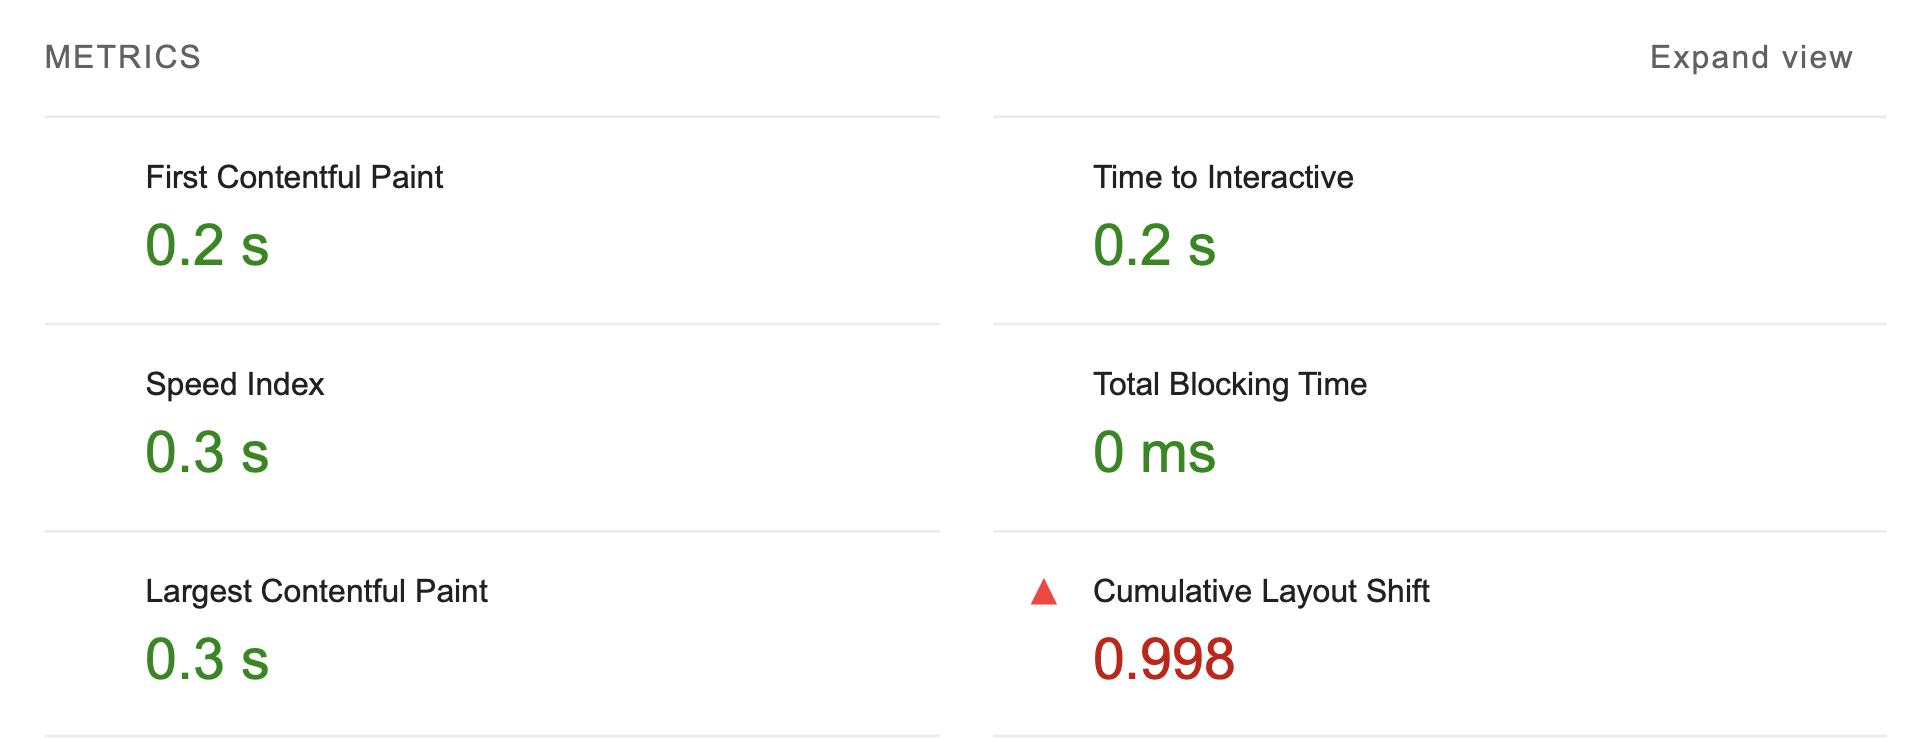 METRICS
Expand view
First Contentful Paint
0.2 s
Time to Interactive
0.2 s
Speed Index
0.3 s
Total Blocking Time
0 ms
Largest Contentful Paint
0.3 s
Cumulative Layout Shift
0.998